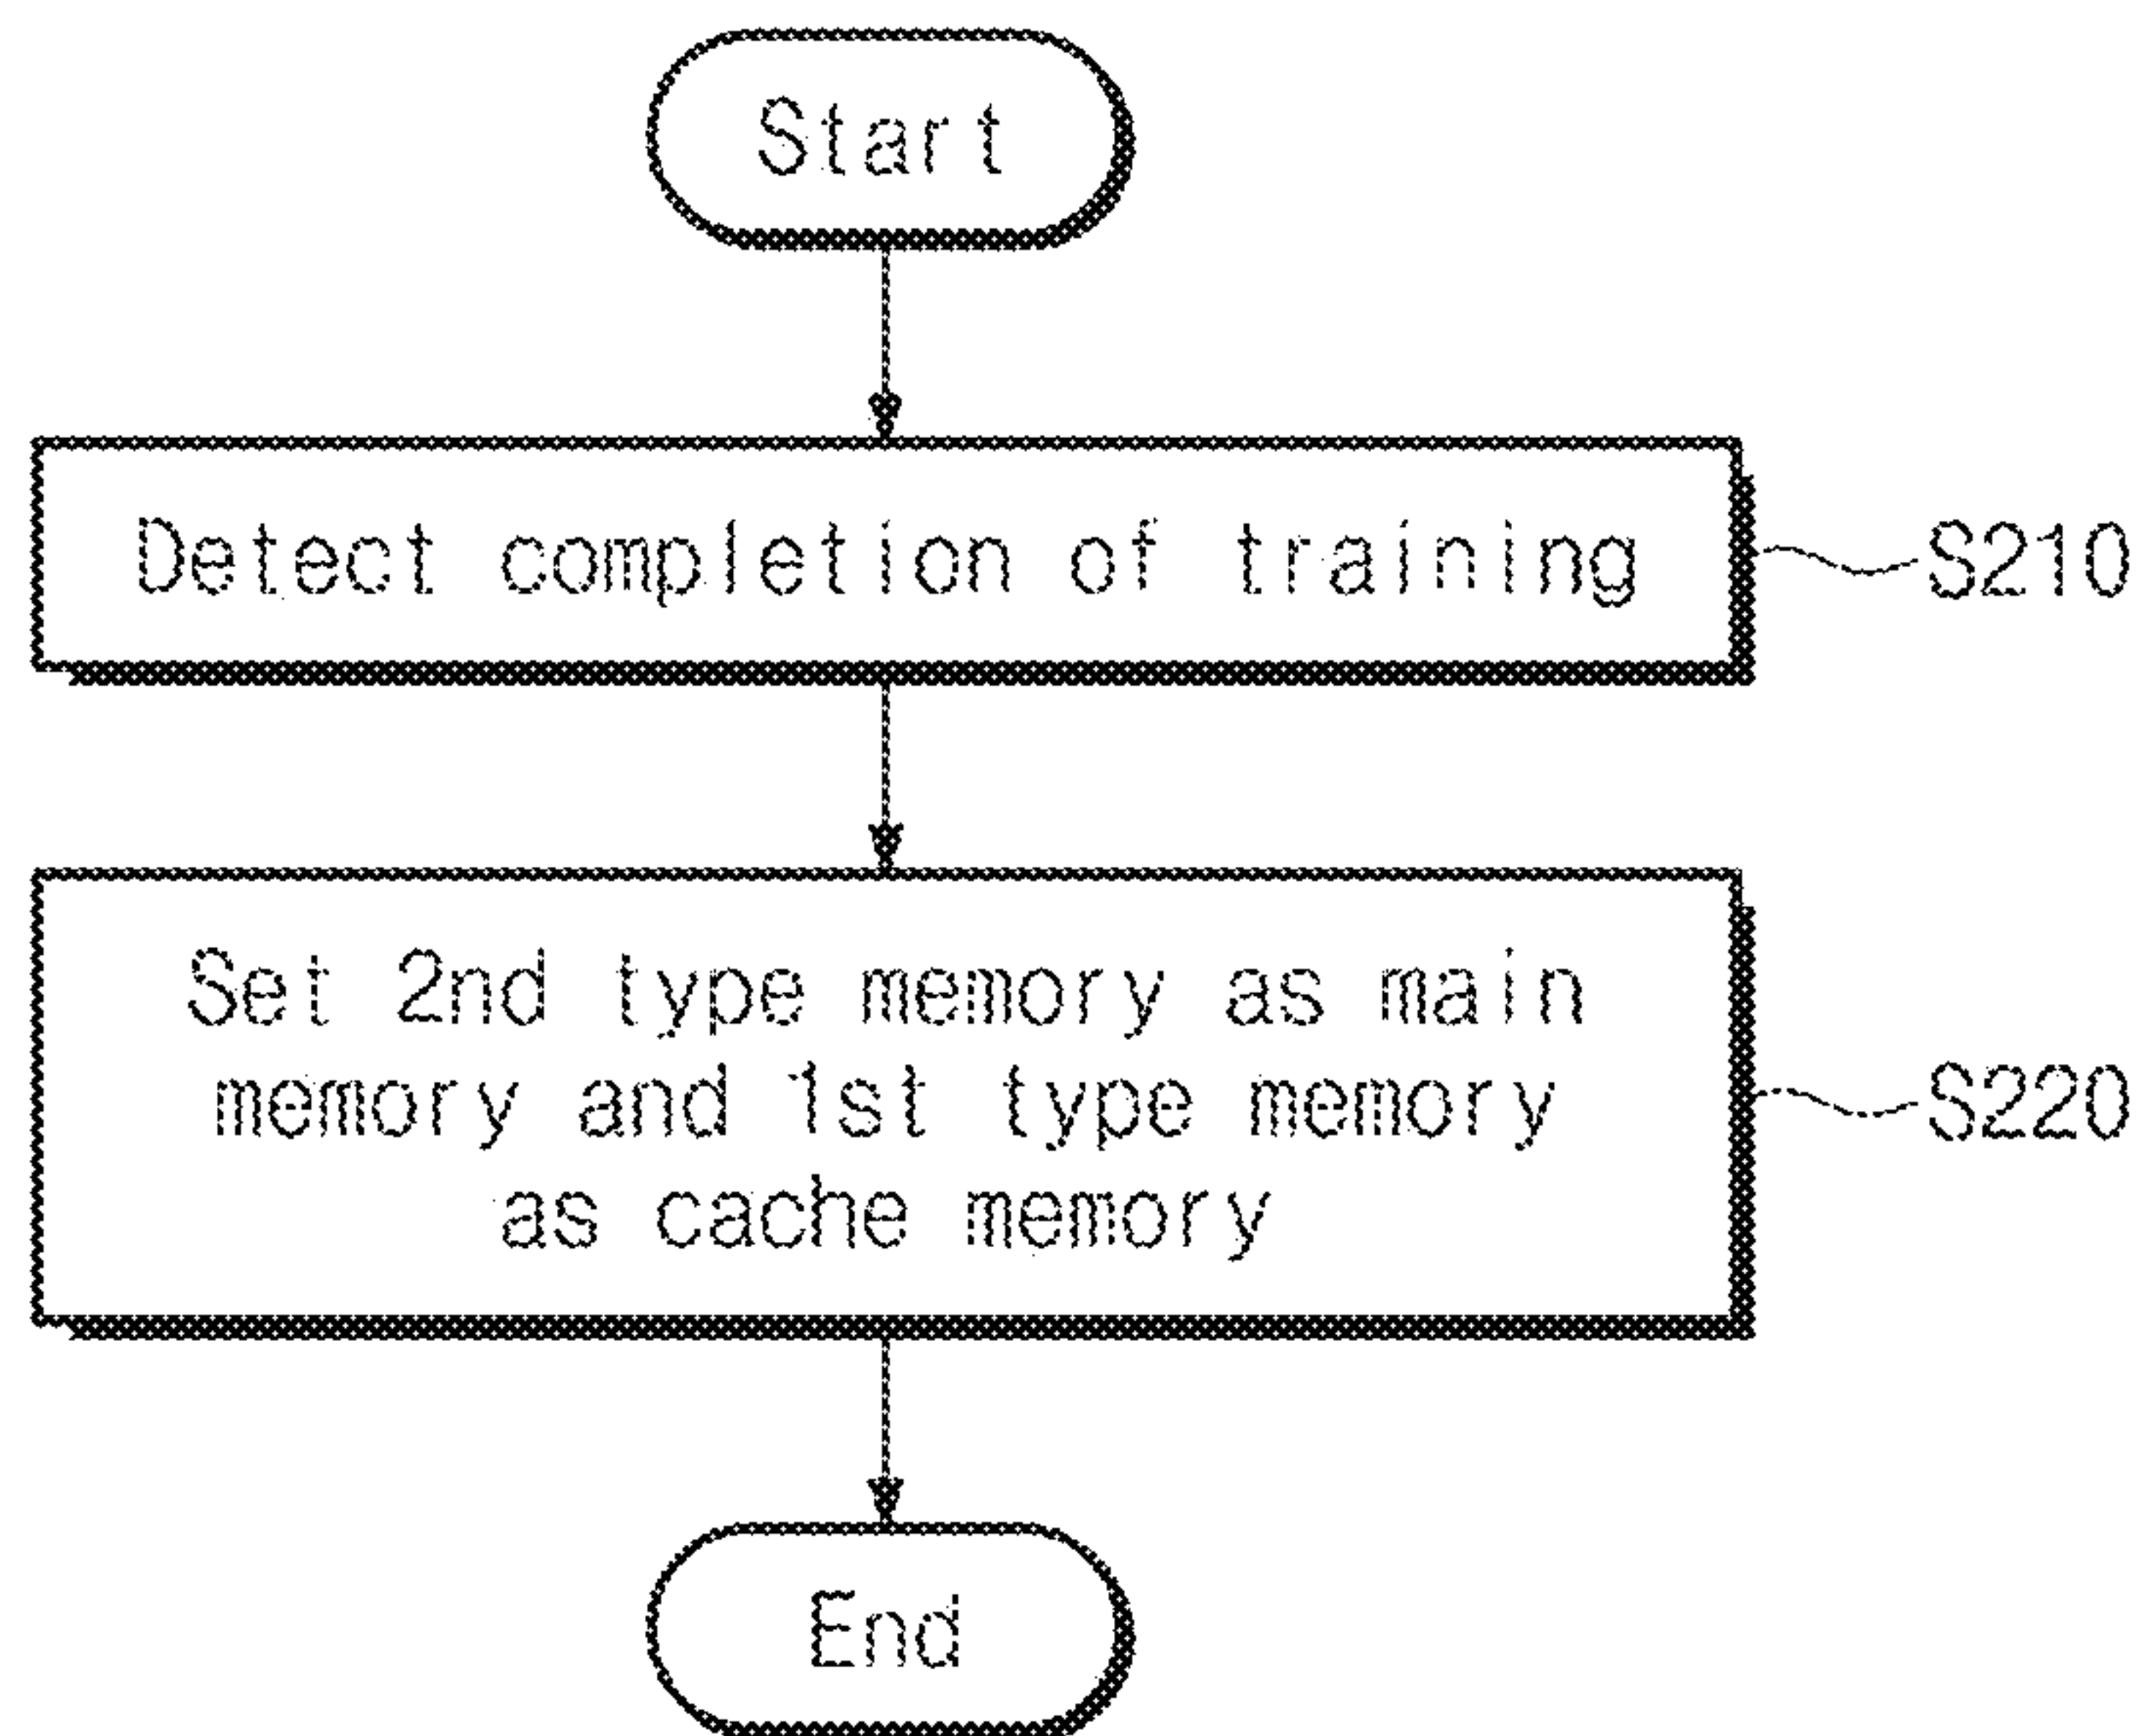 Start
Detect completion of training
S210
Set 2nd type memory as main
memory and 1st type memory
as cache memory
S220
End